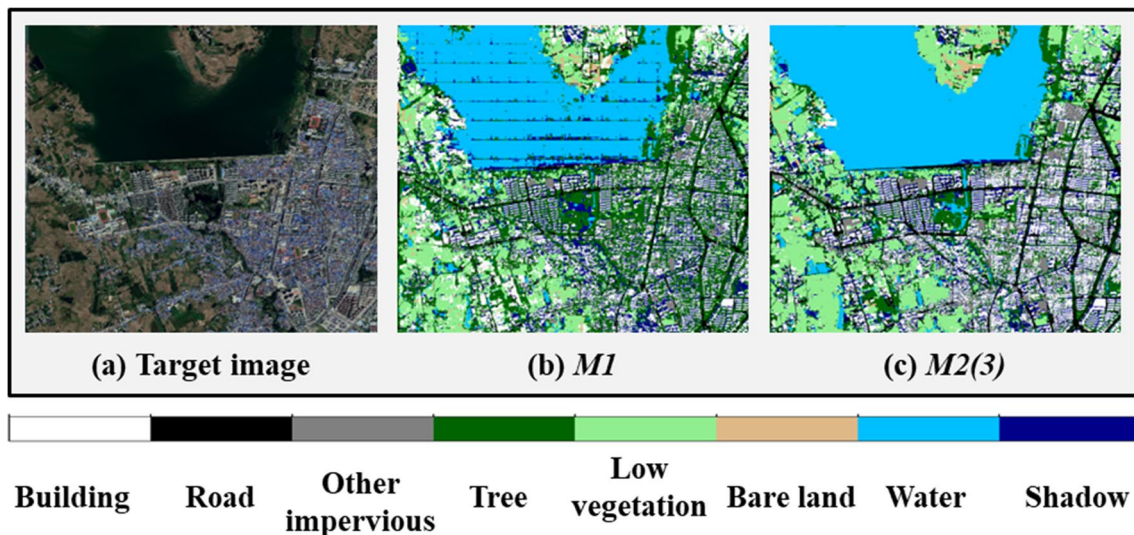 (a) Target image
(b) M1
(c) M2(3)
Building
Road
Other
impervious
Tree
Low
vegetation
Bare land
Water
Shadow